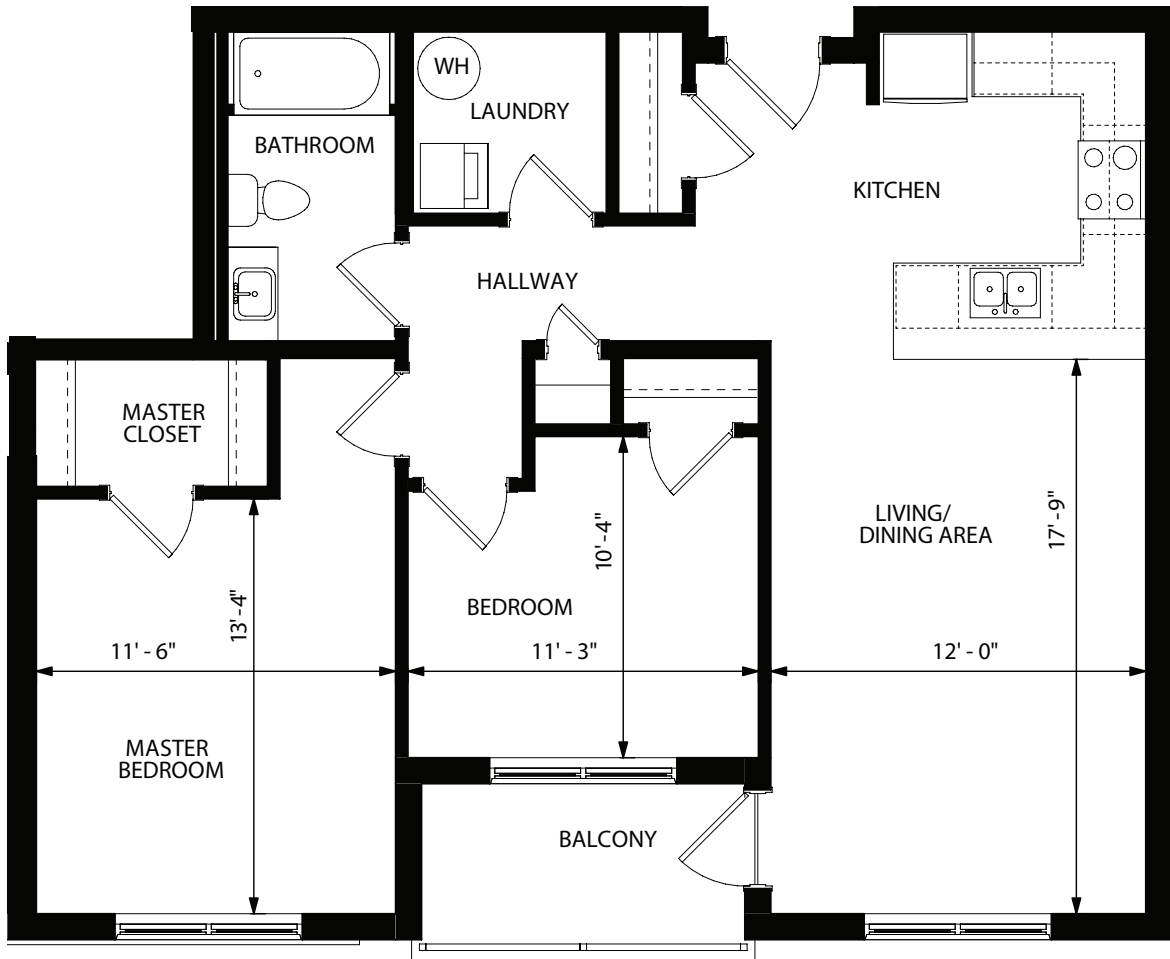 WH
LAUNDRY
BATHROOM
KITCHEN
HALLWAY
MASTER
CLOSET
LIVING/
DINING AREA
17' -9"
10' -4"
13' -4"
BEDROOM
11' - 6"
11' - 3"
12' - 0"
MASTER
BEDROOM
BALCONY